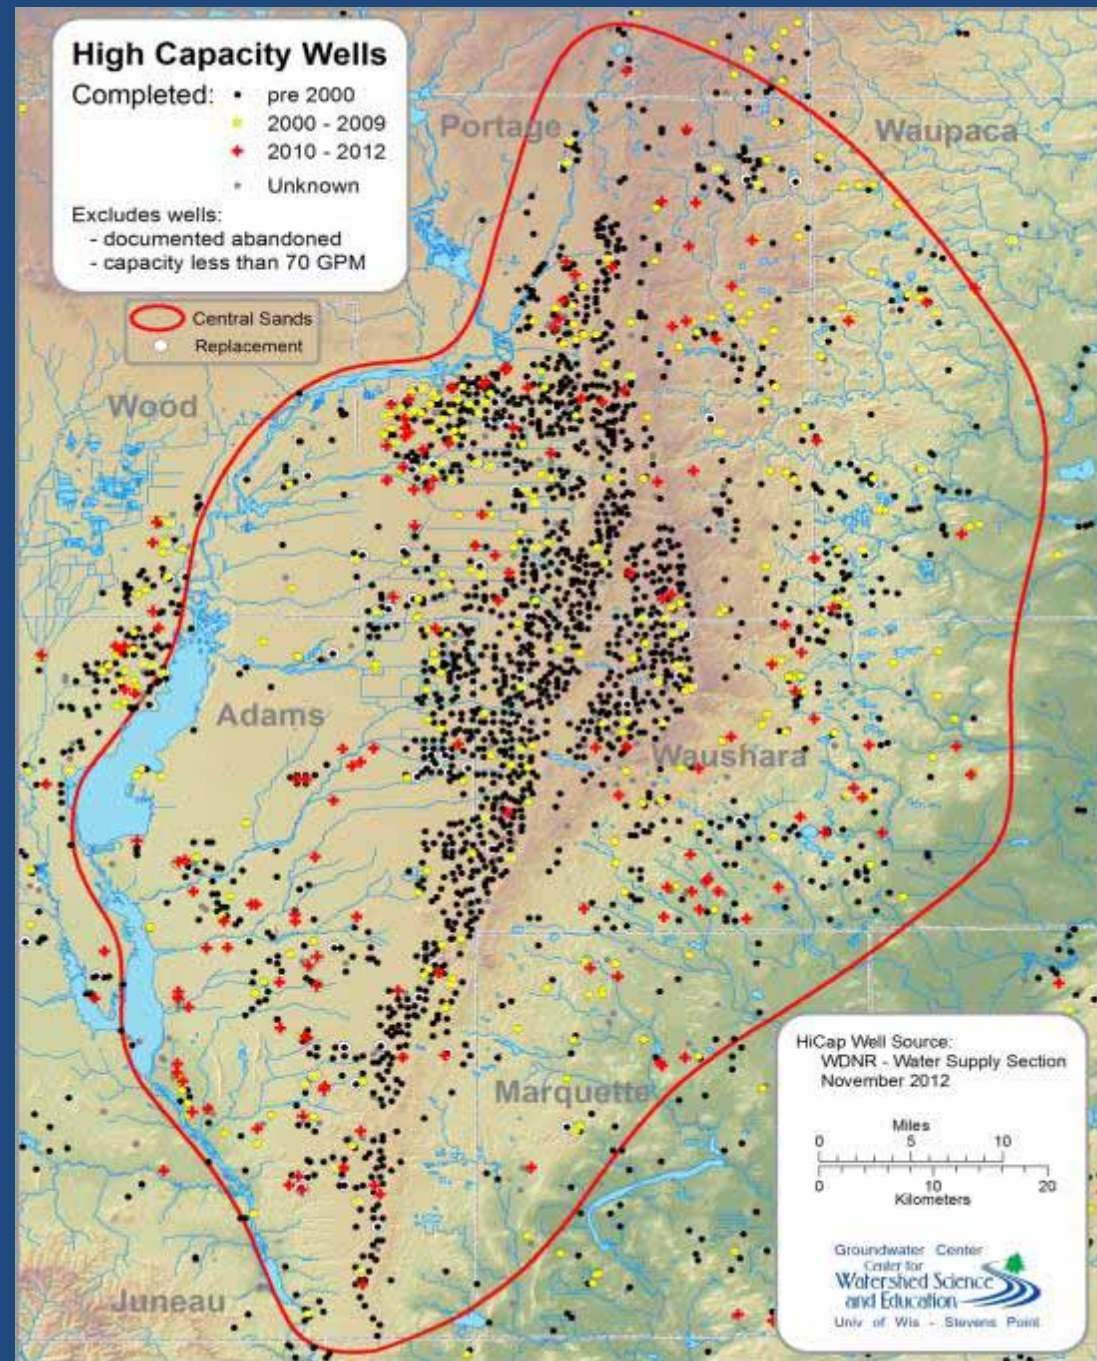 High Capacity Wells
Completed: pre 2000
2000 - 2009
2010 - 2012
Unknown
Excludes wells:
- documented abandoned
- capacity less than 70 GPM
Central Sands
Replacement
Portage
Waupaca
Wood
Adams
Waushara
Marquette
Juneau
HiCap Well Source:
WDNR - Water Supply Section
November 2012
Miles
0 5 10
0 10 20
Kilometers
Groundwater Center
Center for
Watershed Science
and Education
Univ of Wis - Stevens Point